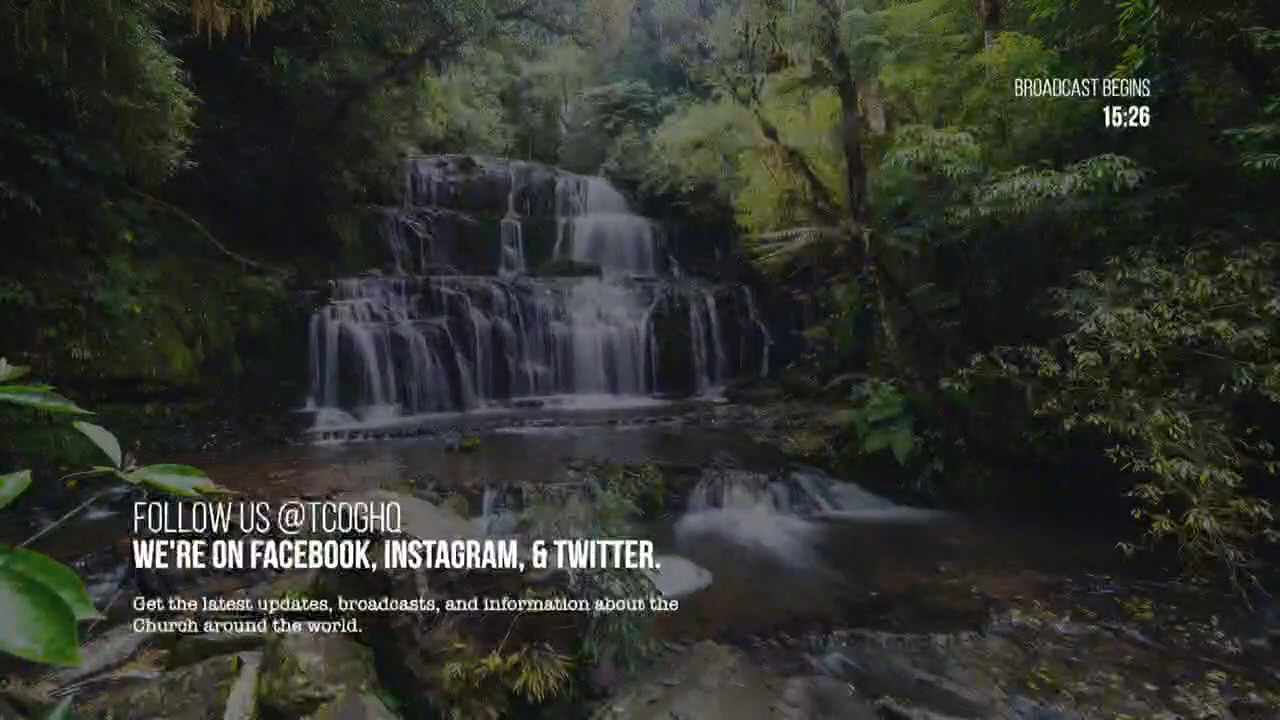 BROADCAST BEGINS
15:26
FOLLOW US @TCOGHQ
WE'RE ON FACEBOOK, INSTAGRAM, & TWITTER.
Get the latest updates, broadcasts, and information about the
Church around the world.